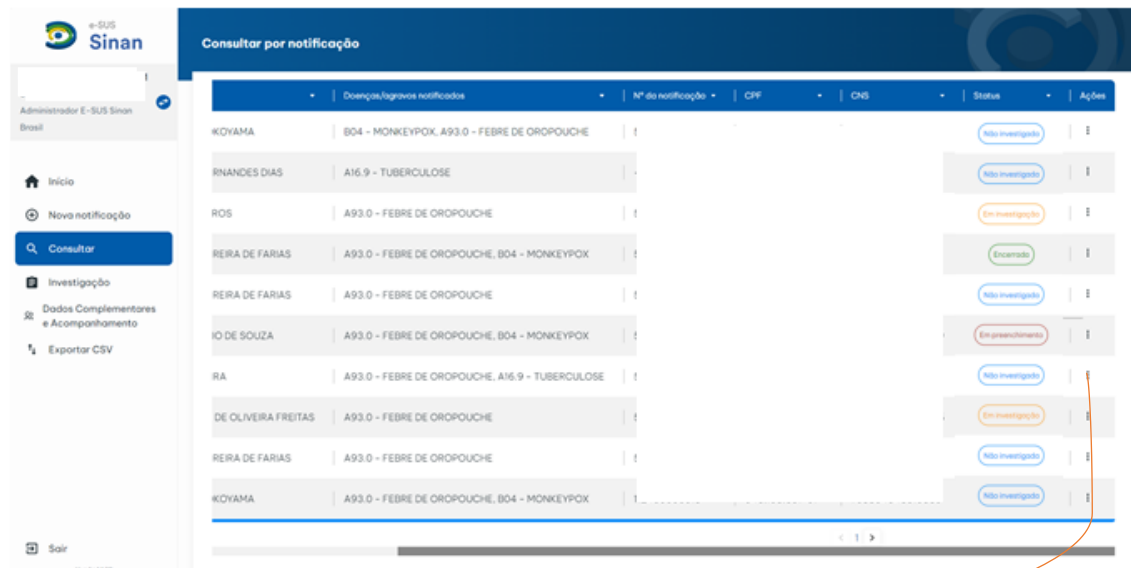 e-SUS
Sinan
Consultar por notificação
Administrador E-SUS Sinan
Brasil
Início
Nova notificação
Consultar
Investigação
Dados Complementares
e Acompanhamento
Exportar CSV
Sair
Doenças/agravos notificados | Nº da notificação | CPF | CNS | Status | Ações
KOYAMA | B04 - MONKEYPOX, A93.0 - FEBRE DE OROPOUCHE | Não investigado
RNANDES DIAS | A16.9 - TUBERCULOSE | Não investigado
ROS | A93.0 - FEBRE DE OROPOUCHE | Em investigação
REIRA DE FARIAS | A93.0 - FEBRE DE OROPOUCHE, B04 - MONKEYPOX | Encerrado
REIRA DE FARIAS | A93.0 - FEBRE DE OROPOUCHE | Não investigado
IO DE SOUZA | A93.0 - FEBRE DE OROPOUCHE, B04 - MONKEYPOX | Em preenchimento
RA | A93.0 - FEBRE DE OROPOUCHE, A16.9 - TUBERCULOSE | Não investigado
DE OLIVEIRA FREITAS | A93.0 - FEBRE DE OROPOUCHE | Em investigação
REIRA DE FARIAS | A93.0 - FEBRE DE OROPOUCHE | Não investigado
KOYAMA | A93.0 - FEBRE DE OROPOUCHE, B04 - MONKEYPOX | Não investigado
< 1 >